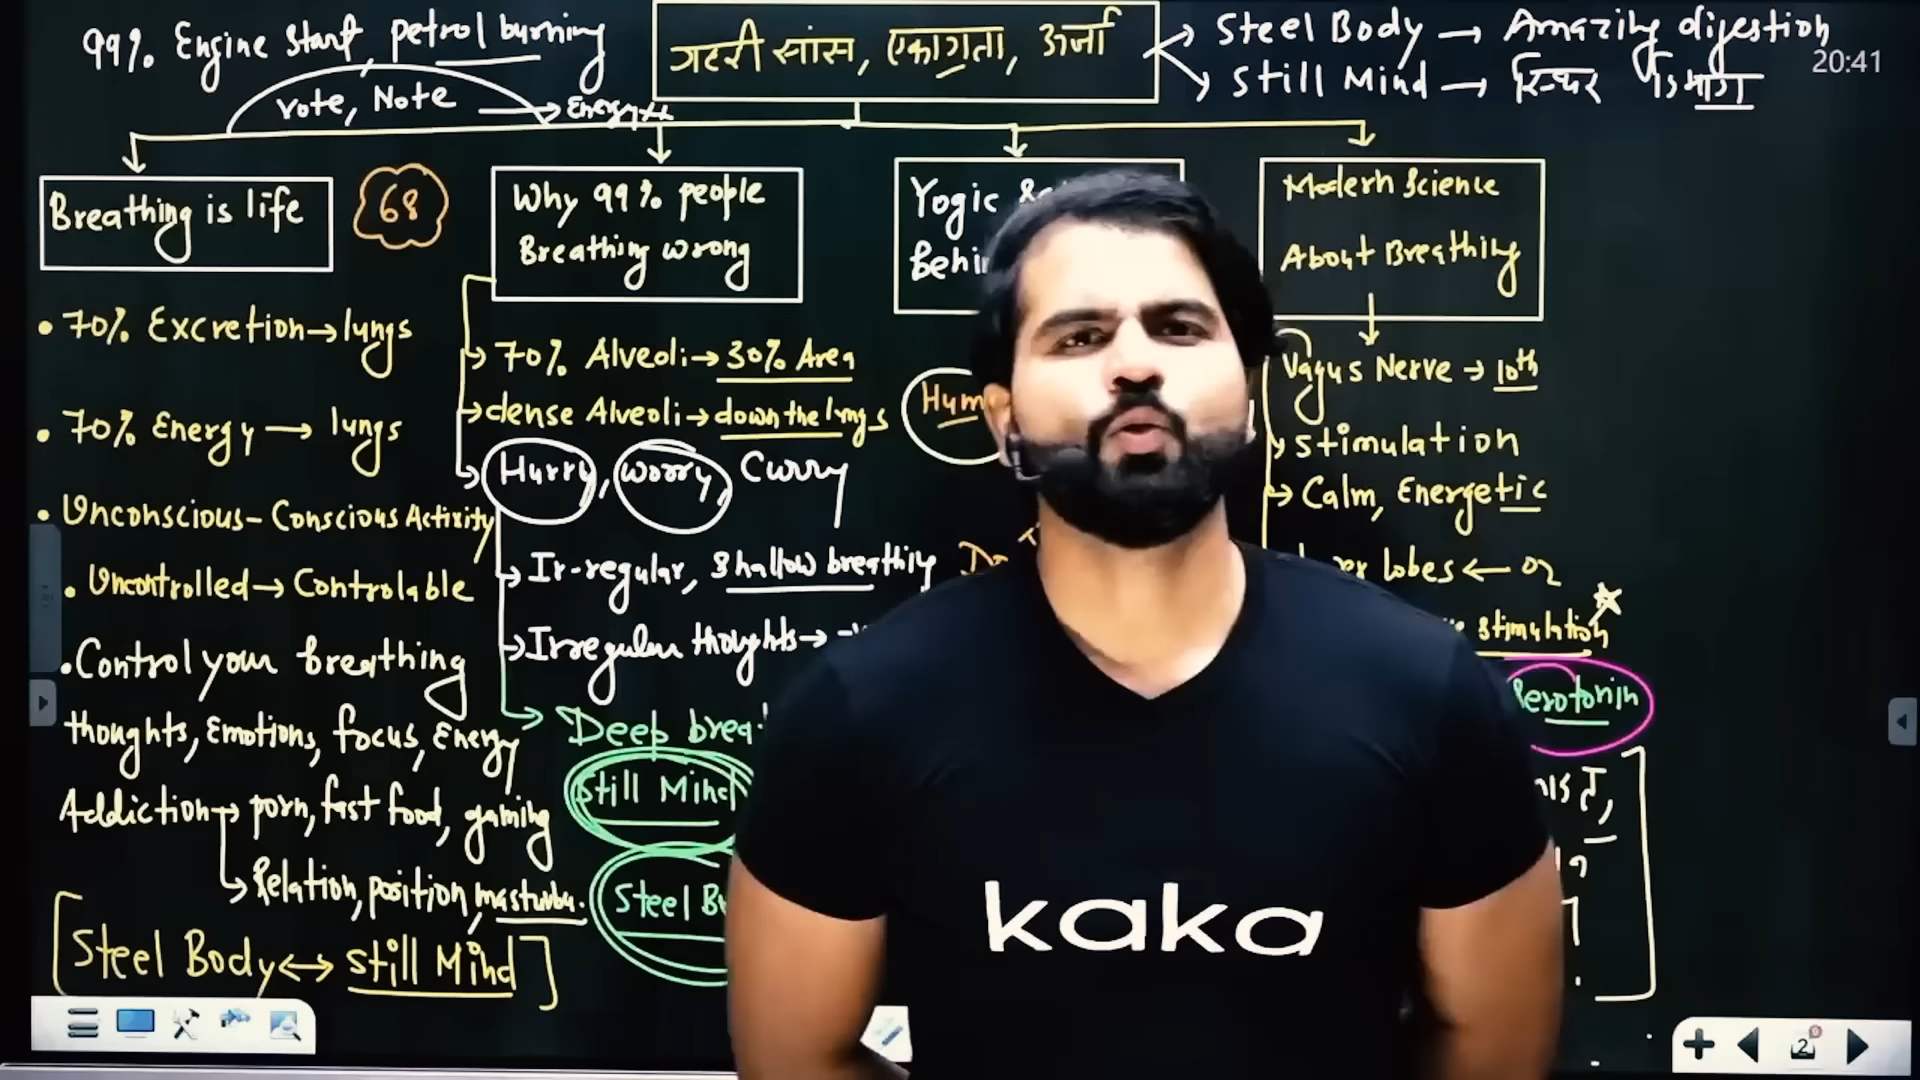 99% Engine start, petrol burning
Vote, Note → Energy
गहरी सांस, एकाग्रता, ऊर्जा
Steel Body → Amazing digestion
Still Mind → स्थिर दिमाग
20:41
Breathing is life
68
• 70% Excretion→lungs
• 70% Energy → lungs
• Unconscious-Conscious Activity
• Uncontrolled→Controlable
• Control your breathing
thoughts, Emotions, focus, Energy
Addiction→ porn, fast food, gaming
→ Relation, position, masturba.
[Steel Body↔still Mind]
Why 99% people
Breathing wrong
→ 70% Alveoli→30% Area
→dense Alveoli→down the lungs
→ Hurry, worry, Curry
→Ir-regular, shallow breathing
→Irregular thoughts→
→ Deep brea
Still Mind
Steel B
Yogic
Behin
Hum
Modern Science
About Breathing
Vagus Nerve → 10th
→ stimulation
→ Calm, Energetic
lobes ← or
stimulation
Serotonin
kaka
2